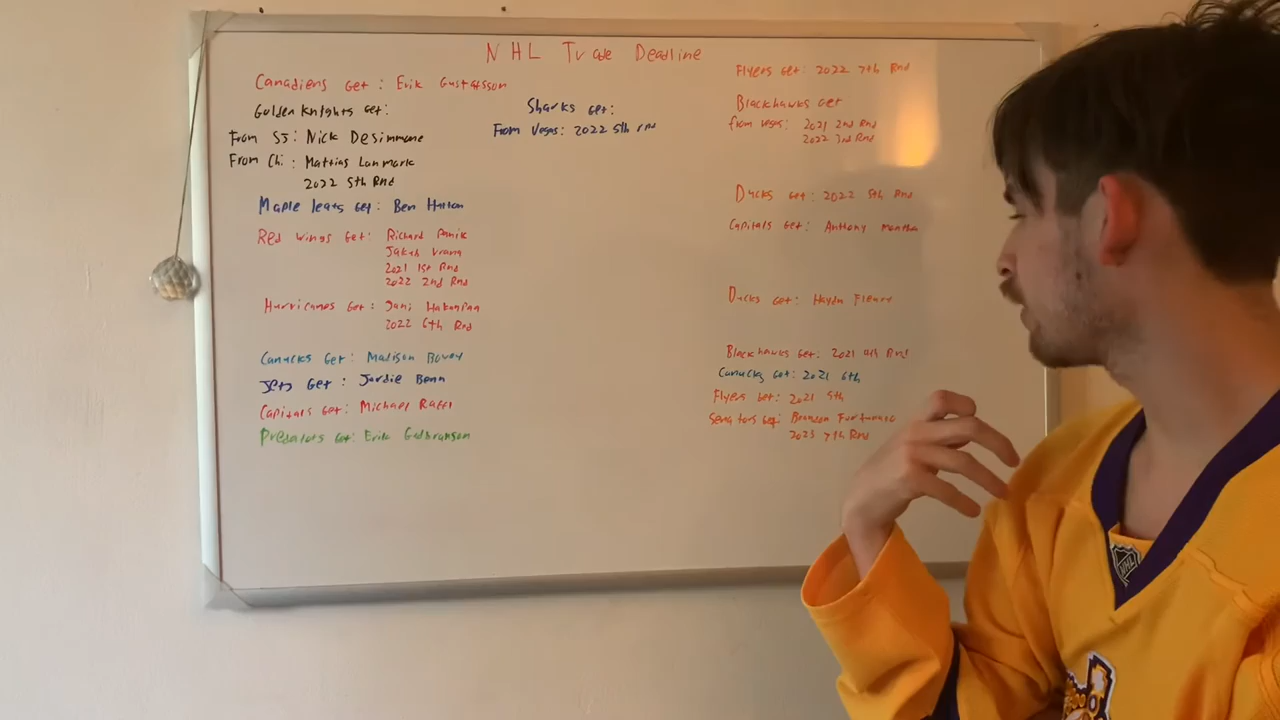 NHL Trade Deadline
Canadiens Get: Erik Gustafsson
Golden Knights Get:
From SJ: Nick DeSimmone
From Chi: Mattias Lanmark
2022 5th Rnd
Sharks Get:
From Vegas: 2022 5th rnd
Maple leafs Get: Ben Hutton
Red Wings Get: Richard Panik
Jakub Vrana
2021 1st Rnd
2022 2nd Rnd
Hurricanes Get: Jani Hakanpaa
2022 6th Rnd
Canucks Get: Madison Bowey
Jets Get: Jordie Benn
Capitals Get: Michael Raffl
Predators Get: Erik Gudbranson
Flyers Get: 2022 7th Rnd
Blackhawks Get
from vegas: 2021 2nd Rnd
2022 3rd Rnd
Ducks Get: 2022 5th Rnd
Capitals Get: Anthony Mantha
Ducks Get: Haydn Fleury
Blackhawks Get: 2021 4th Rnd
Canucks Get: 2021 6th
Flyers Get: 2021 5th
Senators Get: Brandon
2023 7th Rnd
NHL